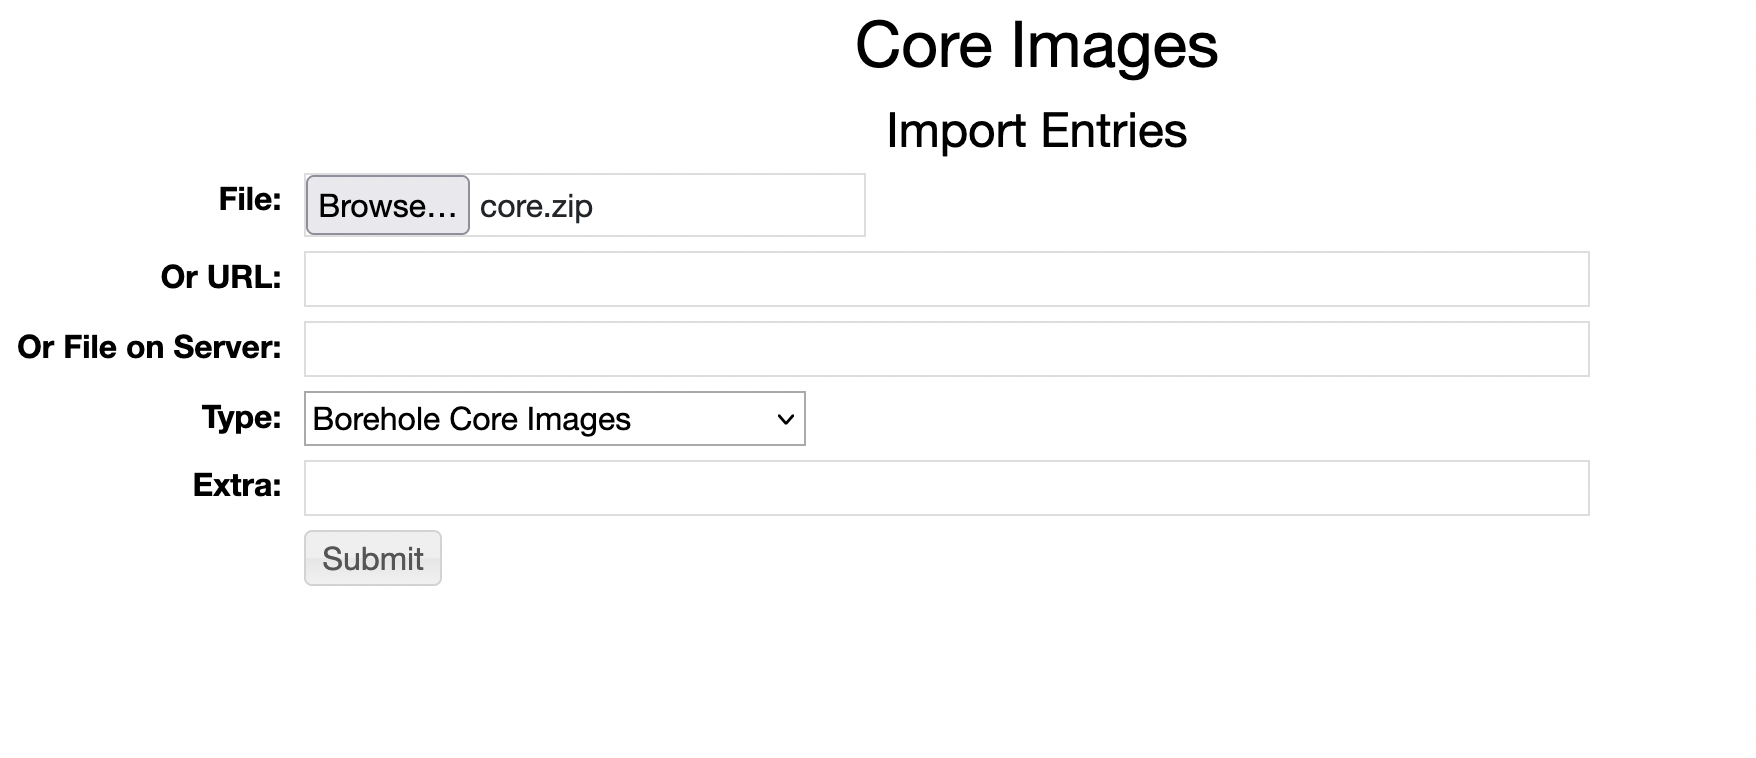 Core Images
Import Entries
File: Browse... core.zip
Or URL:
Or File on Server:
Type: Borehole Core Images
Extra:
Submit